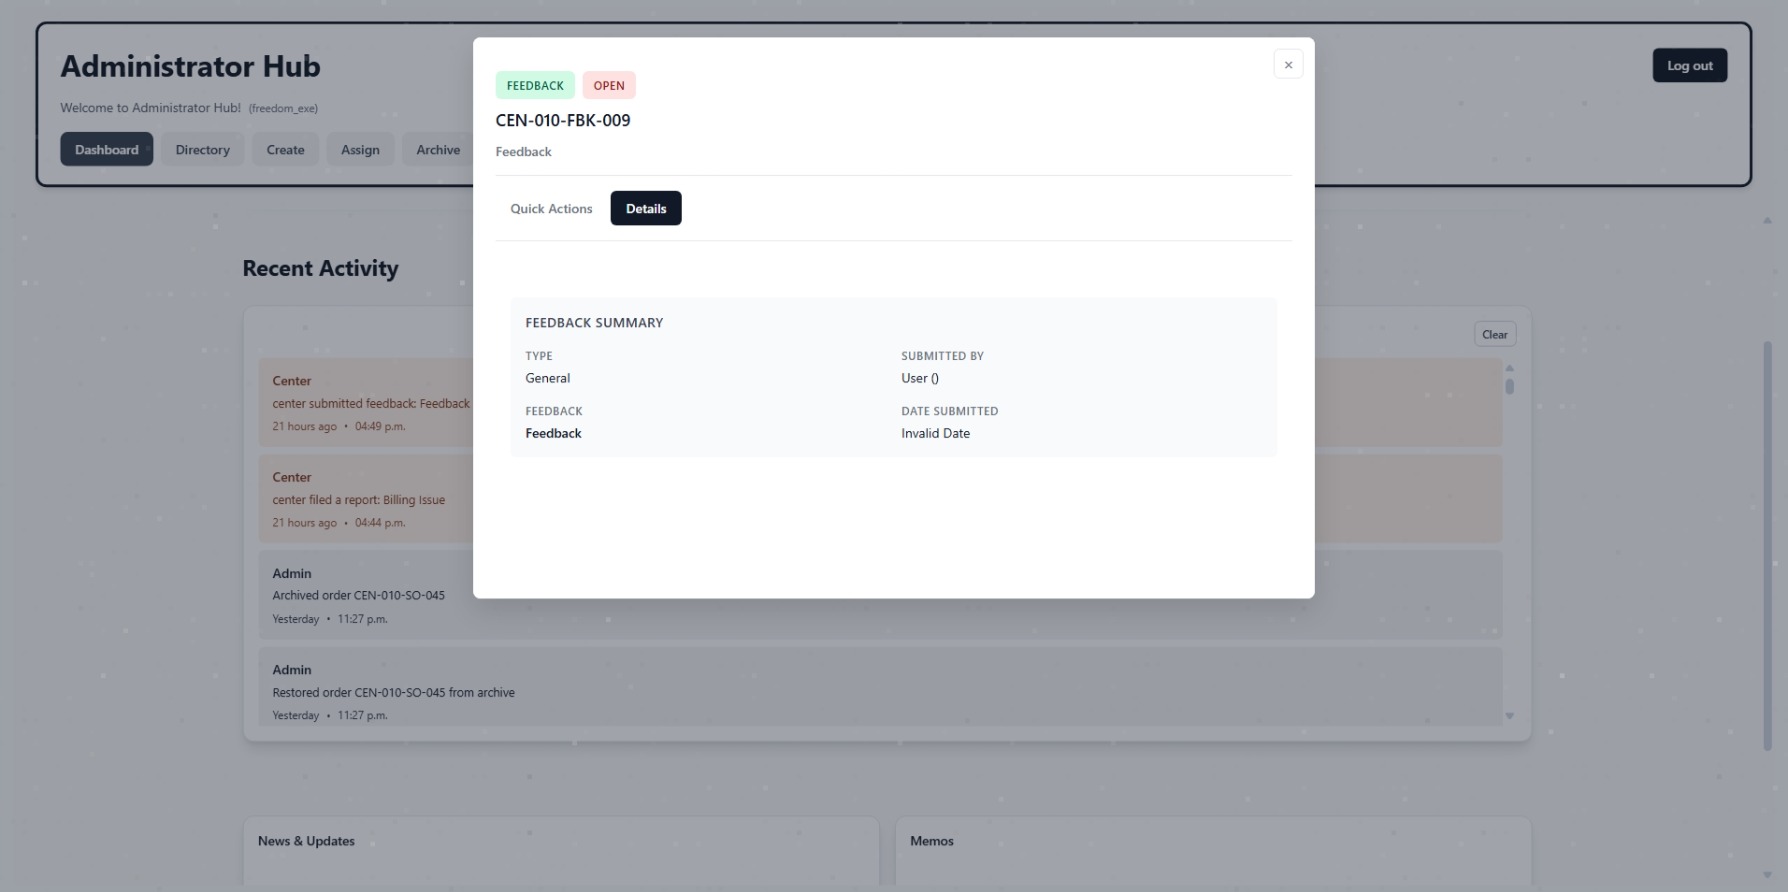 Administrator Hub
Welcome to Administrator Hub! (freedom_exe)
Dashboard
Directory
Create
Assign
Archive
Log out
×
FEEDBACK
OPEN
CEN-010-FBK-009
Feedback
Quick Actions
Details
FEEDBACK SUMMARY
TYPE
General
SUBMITTED BY
User ()
FEEDBACK
Feedback
DATE SUBMITTED
Invalid Date
Recent Activity
Clear
Center
center submitted feedback: Feedback
21 hours ago • 04:49 p.m.
Center
center filed a report: Billing Issue
21 hours ago • 04:44 p.m.
Admin
Archived order CEN-010-SO-045
Yesterday • 11:27 p.m.
Admin
Restored order CEN-010-SO-045 from archive
Yesterday • 11:27 p.m.
News & Updates
Memos